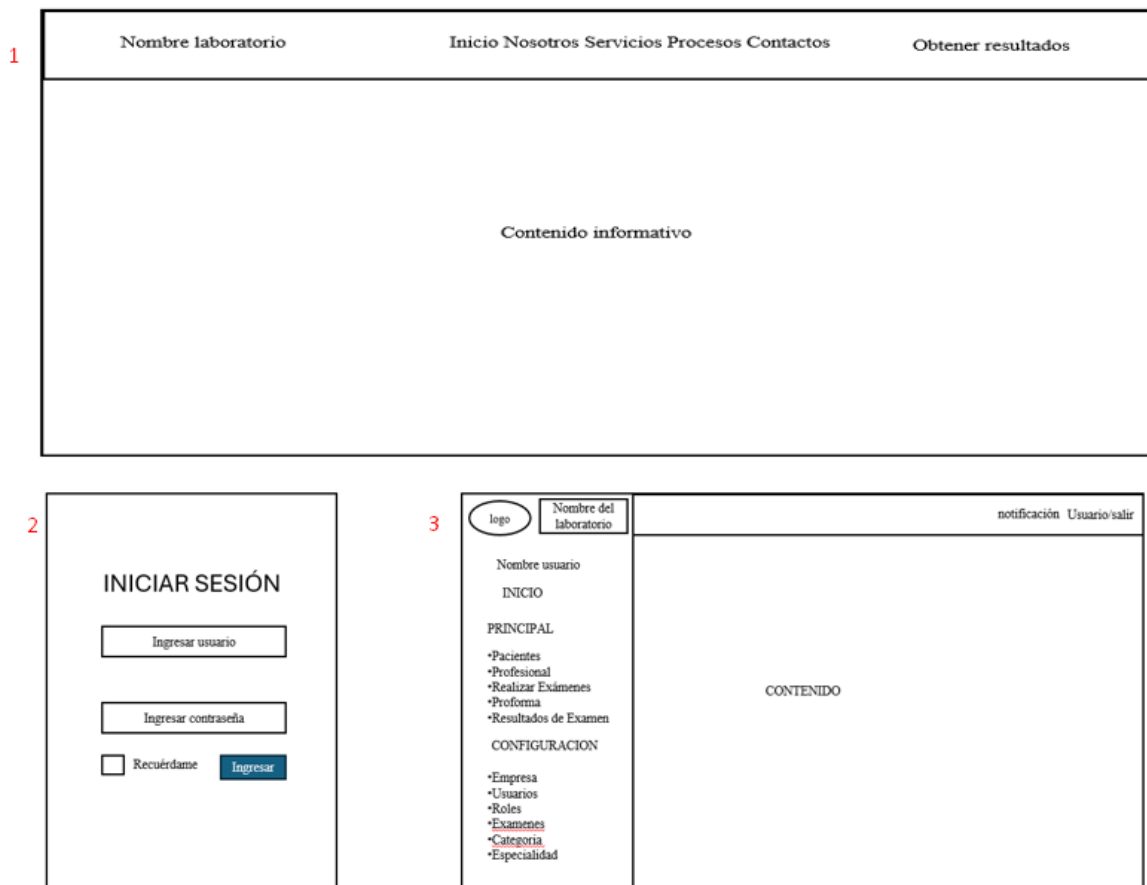 1
Nombre laboratorio
Inicio Nosotros Servicios Procesos Contactos
Obtener resultados
Contenido informativo
2
INICIAR SESIÓN
Ingresar usuario
Ingresar contraseña
Recuérdame
Ingresar
3
logo
Nombre del
laboratorio
notificación Usuario/salir
Nombre usuario
INICIO
PRINCIPAL
•Pacientes
•Profesional
•Realizar Exámenes
•Proforma
•Resultados de Examen
CONFIGURACION
•Empresa
•Usuarios
•Roles
•Examenes
•Categoria
•Especialidad
CONTENIDO